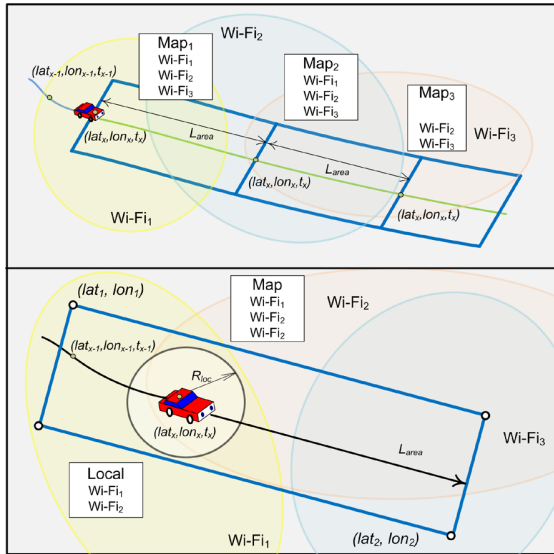 Wi-Fi2
Map1
Wi-Fi1
Wi-Fi2
Wi-Fi3
Map2
Wi-Fi1
Wi-Fi2
Wi-Fi3
Map3
Wi-Fi2
Wi-Fi3
Wi-Fi3
(latx-1,lonx-1,tx-1)
Larea
(latx,lonx,tx)
Larea
(latx,lonx,tx)
(latx,lonx,tx)
Wi-Fi1
Map
Wi-Fi1
Wi-Fi2
Wi-Fi2
(lat1, lon1)
Wi-Fi2
(latx-1,lonx-1,tx-1)
Rloc
(latx,lonx,tx)
Larea
Wi-Fi3
Local
Wi-Fi1
Wi-Fi2
Wi-Fi1
(lat2, lon2)